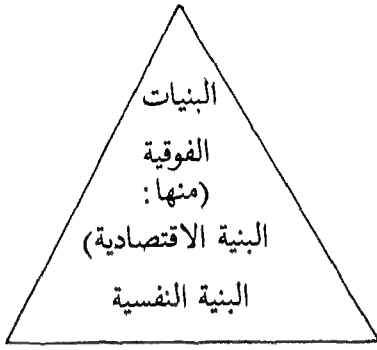 البنيات
الفوقية
(منها:
البنية الاقتصادية)
البنية النفسية